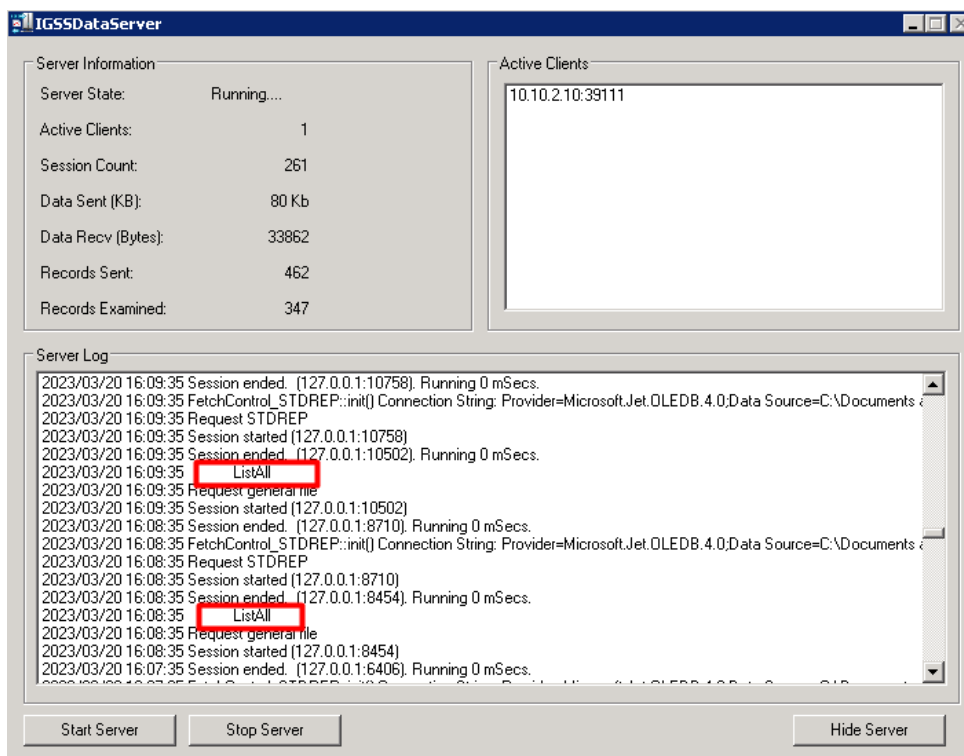 IGSSDataServer
Server Information
Server State: Running....
Active Clients: 1
Session Count: 261
Data Sent (KB): 80 Kb
Data Recv (Bytes): 33862
Records Sent: 462
Records Examined: 347
Active Clients
10.10.2.10:39111
Server Log
2023/03/20 16:09:35 Session ended. (127.0.0.1:10758). Running 0 mSecs.
2023/03/20 16:09:35 FetchControl_STDREP::init() Connection String: Provider=Microsoft.Jet.OLEDB.4.0;Data Source=C:\Documents
2023/03/20 16:09:35 Request STDREP
2023/03/20 16:09:35 Session started (127.0.0.1:10758)
2023/03/20 16:09:35 Session ended. (127.0.0.1:10502). Running 0 mSecs.
2023/03/20 16:09:35 ListAll
2023/03/20 16:09:35 Request general file
2023/03/20 16:09:35 Session started (127.0.0.1:10502)
2023/03/20 16:08:35 Session ended. (127.0.0.1:8710). Running 0 mSecs.
2023/03/20 16:08:35 FetchControl_STDREP::init() Connection String: Provider=Microsoft.Jet.OLEDB.4.0;Data Source=C:\Documents
2023/03/20 16:08:35 Request STDREP
2023/03/20 16:08:35 Session started (127.0.0.1:8710)
2023/03/20 16:08:35 Session ended. (127.0.0.1:8454). Running 0 mSecs.
2023/03/20 16:08:35 ListAll
2023/03/20 16:08:35 Request general file
2023/03/20 16:08:35 Session started (127.0.0.1:8454)
2023/03/20 16:07:35 Session ended. (127.0.0.1:6406). Running 0 mSecs.
Start Server
Stop Server
Hide Server